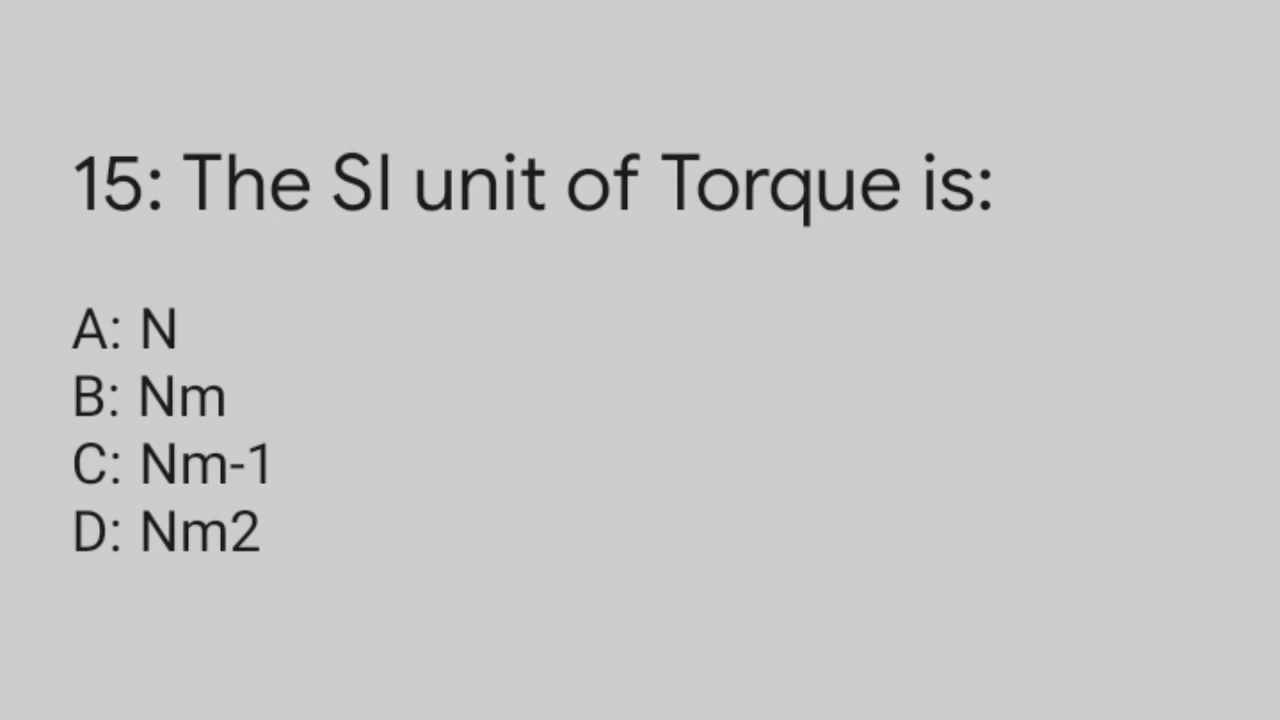 15: The SI unit of Torque is:
A: N
B: Nm
C: Nm-1
D: Nm2